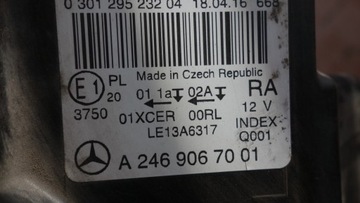 0 301 295 232 04 18.04.16 668
Made in Czech Republic
E1 PL 01 1a 02A RA
20 12 V
3750 01XCER 00RL INDEX
LE13A6317 Q001
A 246 906 70 01